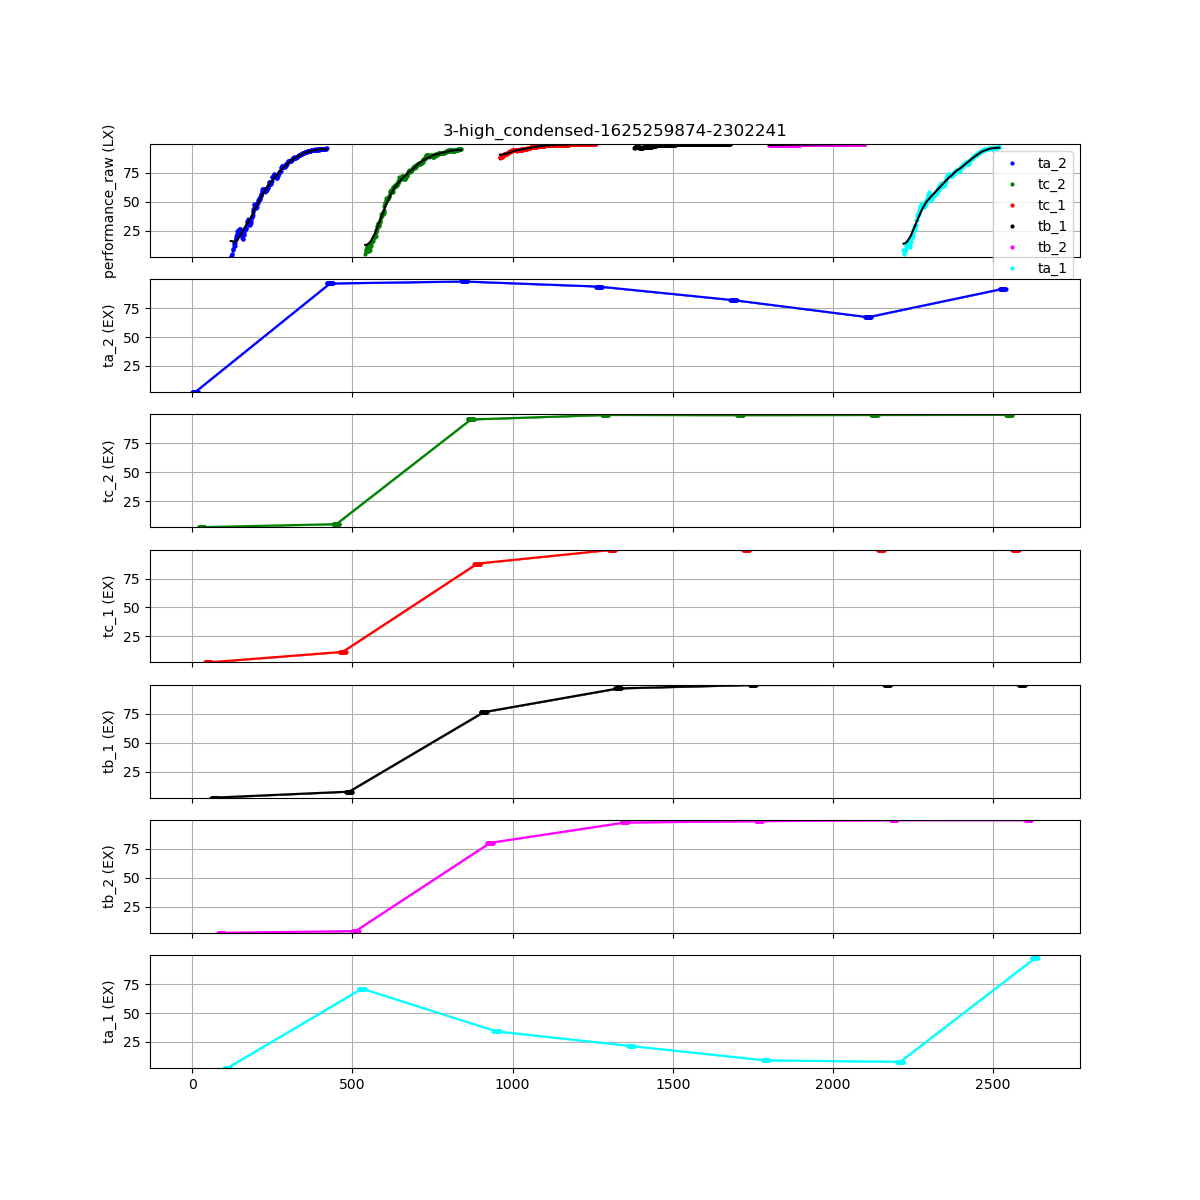 3-high_condensed-1625259874-2302241
performance_raw (LX)
75
50
25
ta_2
tc_2
tc_1
tb_1
tb_2
ta_1
ta_2 (EX)
75
50
25
tc_2 (EX)
75
50
25
tc_1 (EX)
75
50
25
tb_1 (EX)
75
50
25
tb_2 (EX)
75
50
25
ta_1 (EX)
75
50
25
0 500 1000 1500 2000 2500